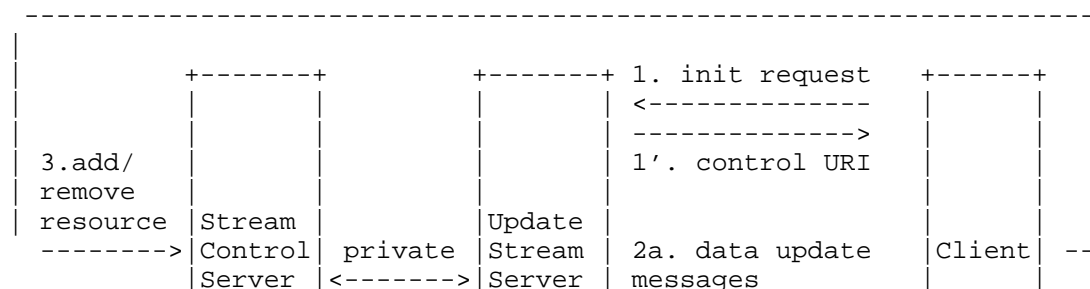 +-------+ +-------+ 1. init request +------+
<--------------
-------------->
3.add/ 1'. control URI
remove
resource |Stream |Update
-------->|Control| private |Stream | 2a. data update |Client| --
|Server |<------->|Server | messages